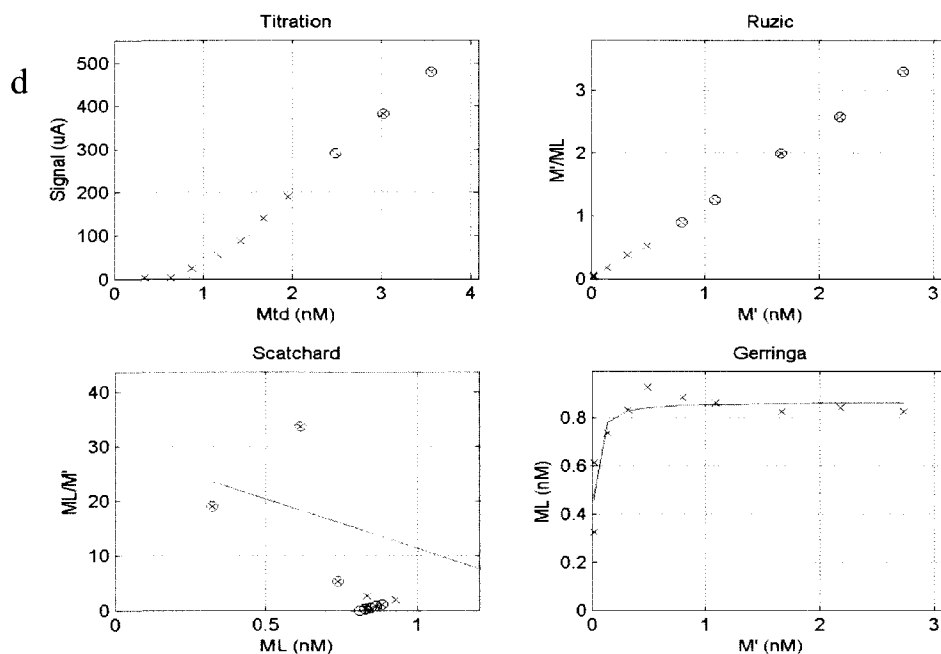 d
Titration
Signal (uA)
500
400
300
200
100
0
0 1 2 3 4
Mtd (nM)
Ruzic
M'/ML
3
2
1
0
0 1 2 3
M' (nM)
Scatchard
ML/M'
40
30
20
10
0
0 0.5 1
ML (nM)
Gerringa
ML (nM)
0.8
0.6
0.4
0.2
0
0 1 2 3
M' (nM)